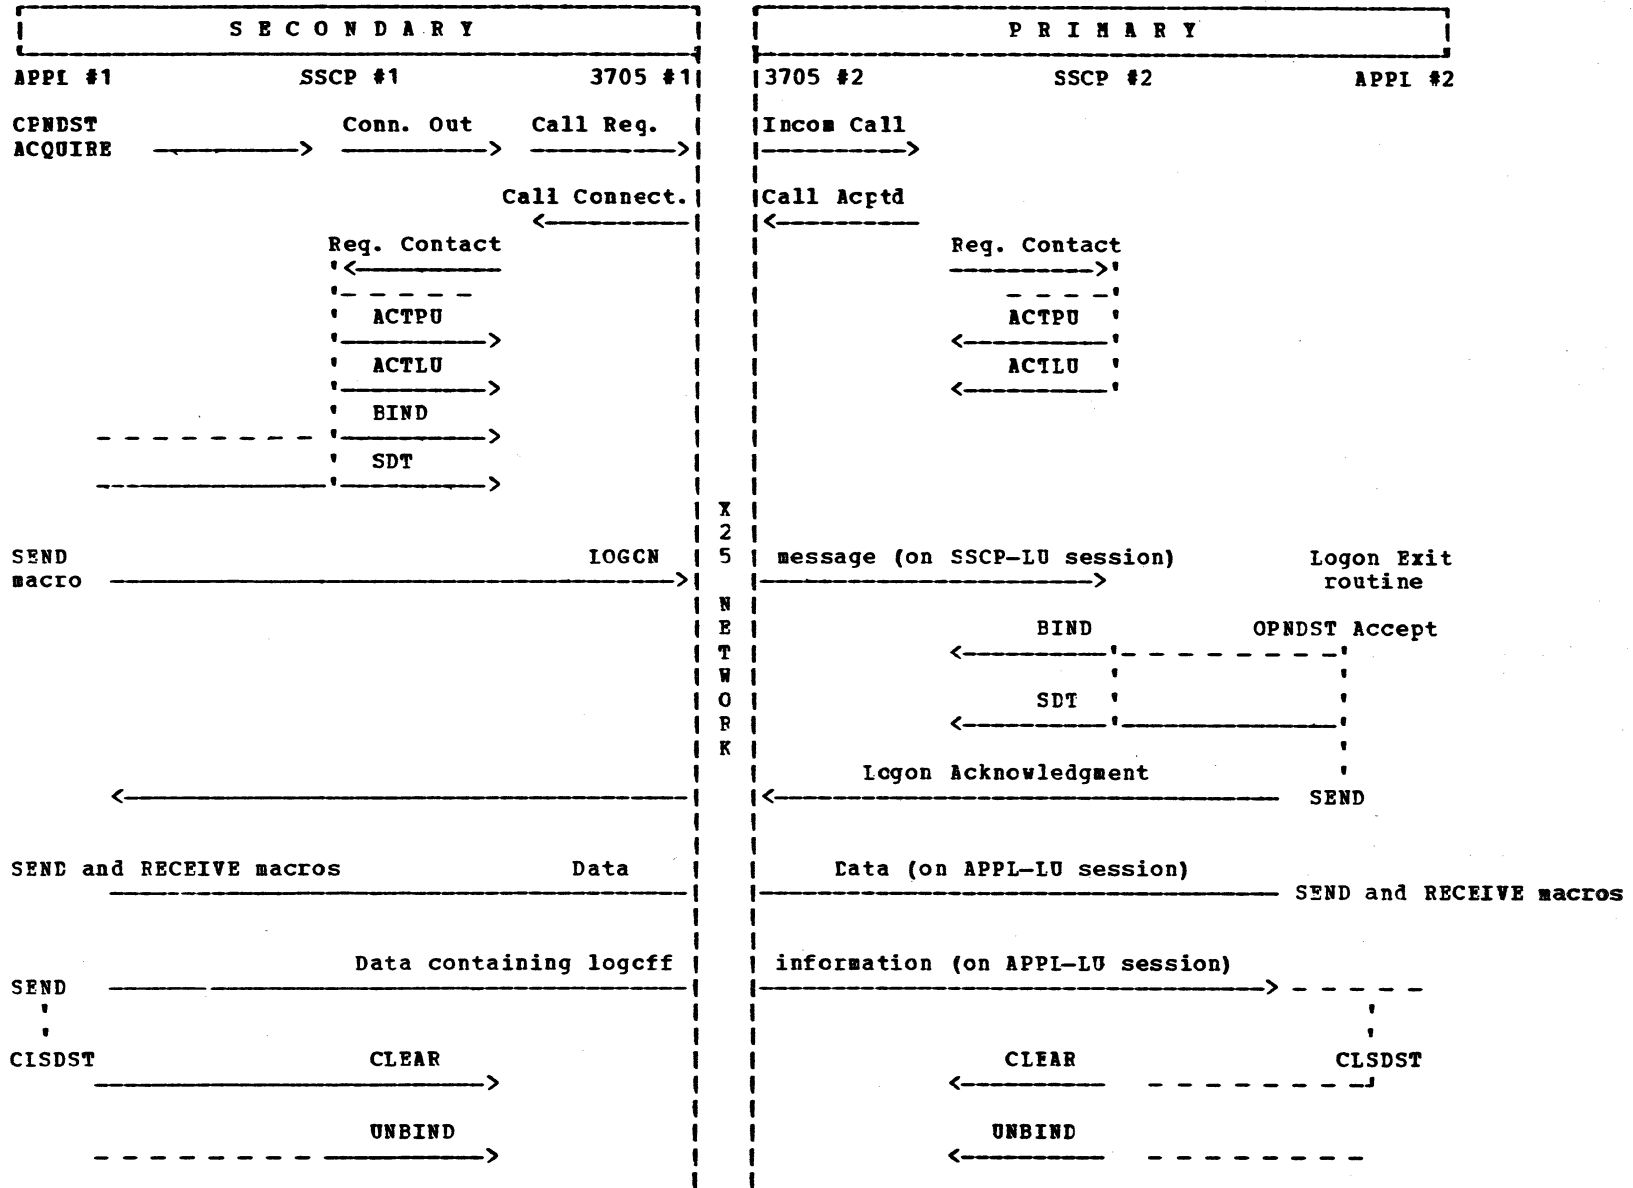 SECONDARY PRIMARY
APPL #1 SSCP #1 3705 #1 3705 #2 SSCP #2 APPL #2
OPNDST Conn. Out Call Req. Incom Call
ACQUIRE
Call Connect. Call Acptd
Req. Contact Req. Contact
ACTPU ACTPU
ACTLU ACTLU
BIND
SDT
X25 NETWORK
SEND LOGON message (on SSCP-LU session) Logon Exit
macro routine
BIND OPNDST Accept
SDT
Logon Acknowledgment
SEND
SEND and RECEIVE macros Data Data (on APPL-LU session)
SEND and RECEIVE macros
Data containing logoff information (on APPL-LU session)
SEND
CLSDST CLEAR CLEAR CLSDST
UNBIND UNBIND